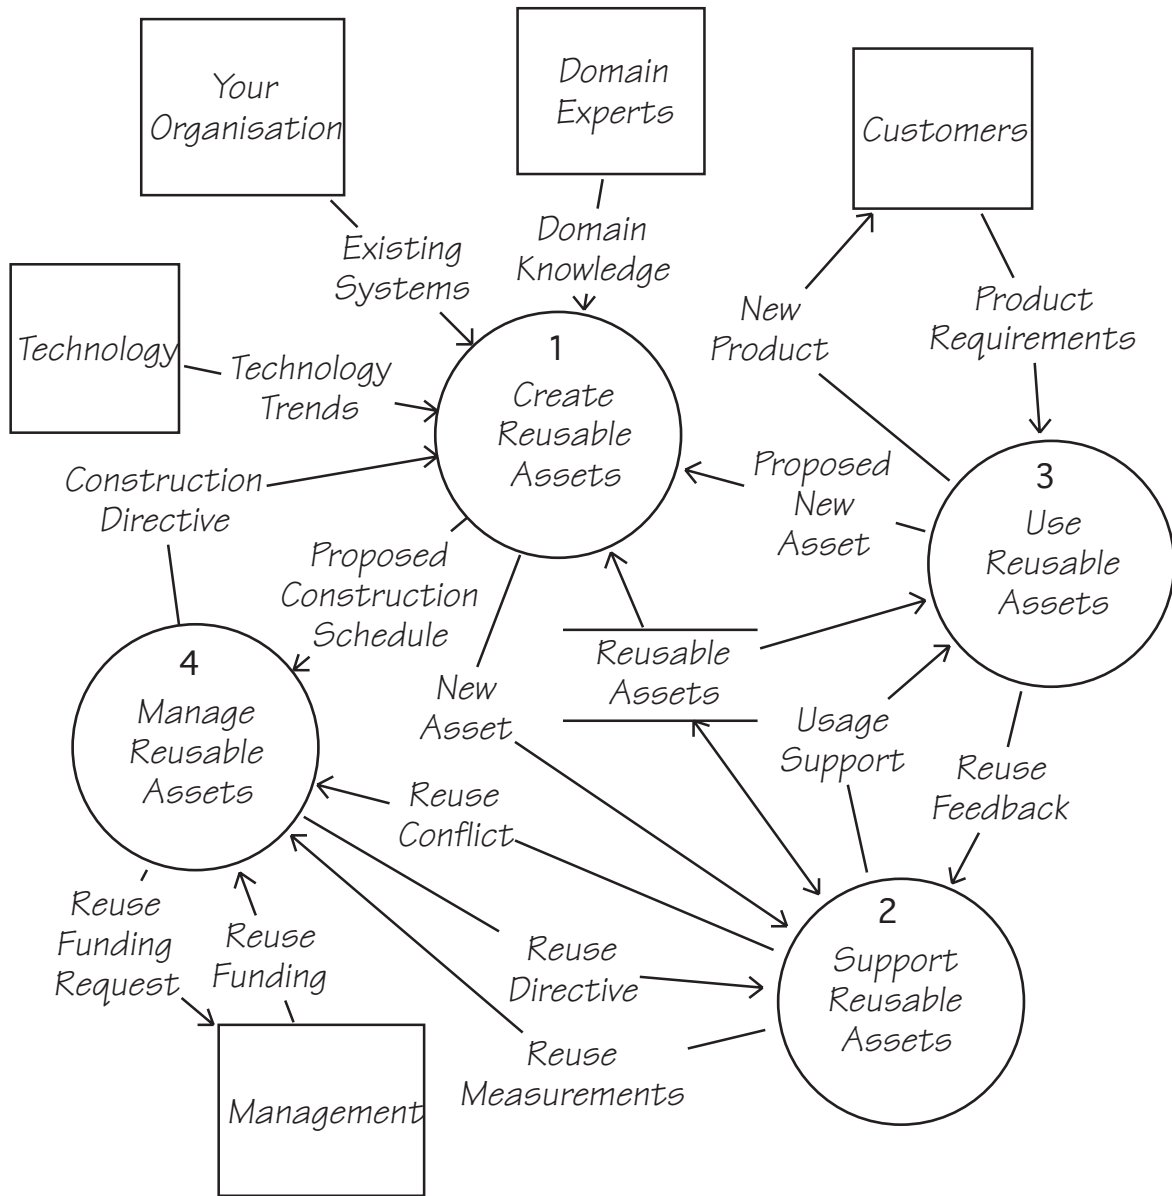 Your
Organisation
Domain
Experts
Customers
Existing
Systems
Domain
Knowledge
New
Product
Product
Requirements
Technology
Technology
Trends
1
Create
Reusable
Assets
Construction
Directive
Proposed
New
Asset
3
Use
Reusable
Assets
Proposed
Construction
Schedule
4
Manage
Reusable
Assets
New
Asset
Reusable
Assets
Usage
Support
Reuse
Feedback
Reuse
Conflict
Reuse
Funding
Request
Reuse
Funding
Reuse
Directive
2
Support
Reusable
Assets
Reuse
Measurements
Management